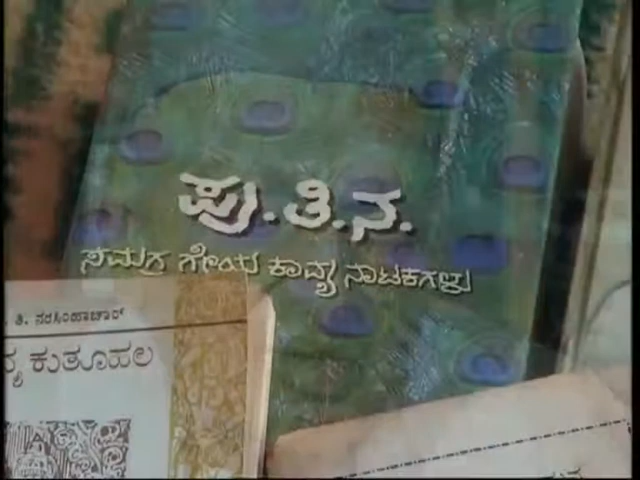 ಪು.ತಿ.ನ.
ಸಮಗ್ರ ಗೇಯ ಕಾವ್ಯ ನಾಟಕಗಳು
. ತಿ. ನರಸಿಂಹಾಚಾರ್
ಕುತೂಹಲ